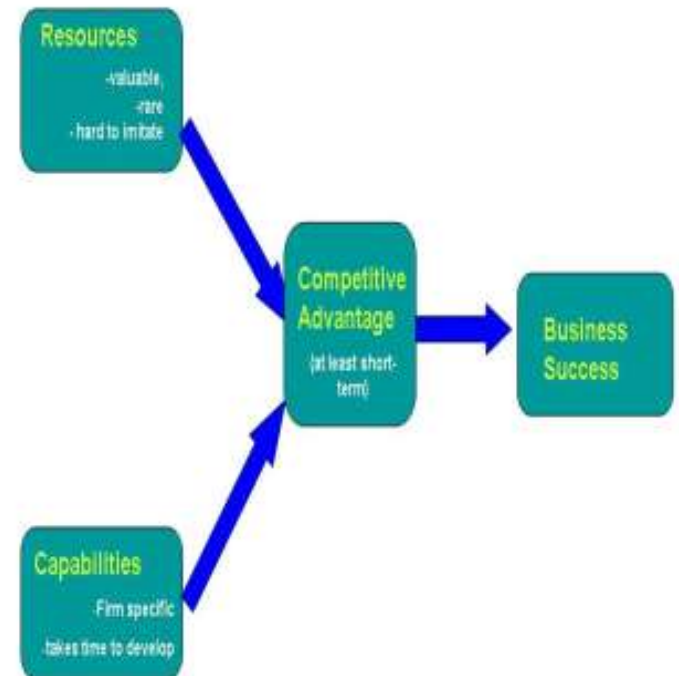 Resources
-valuable,
-rare
- hard to imitate
Competitive
Advantage
(at least short-
term)
Business
Success
Capabilities
-Firm specific
-takes time to develop